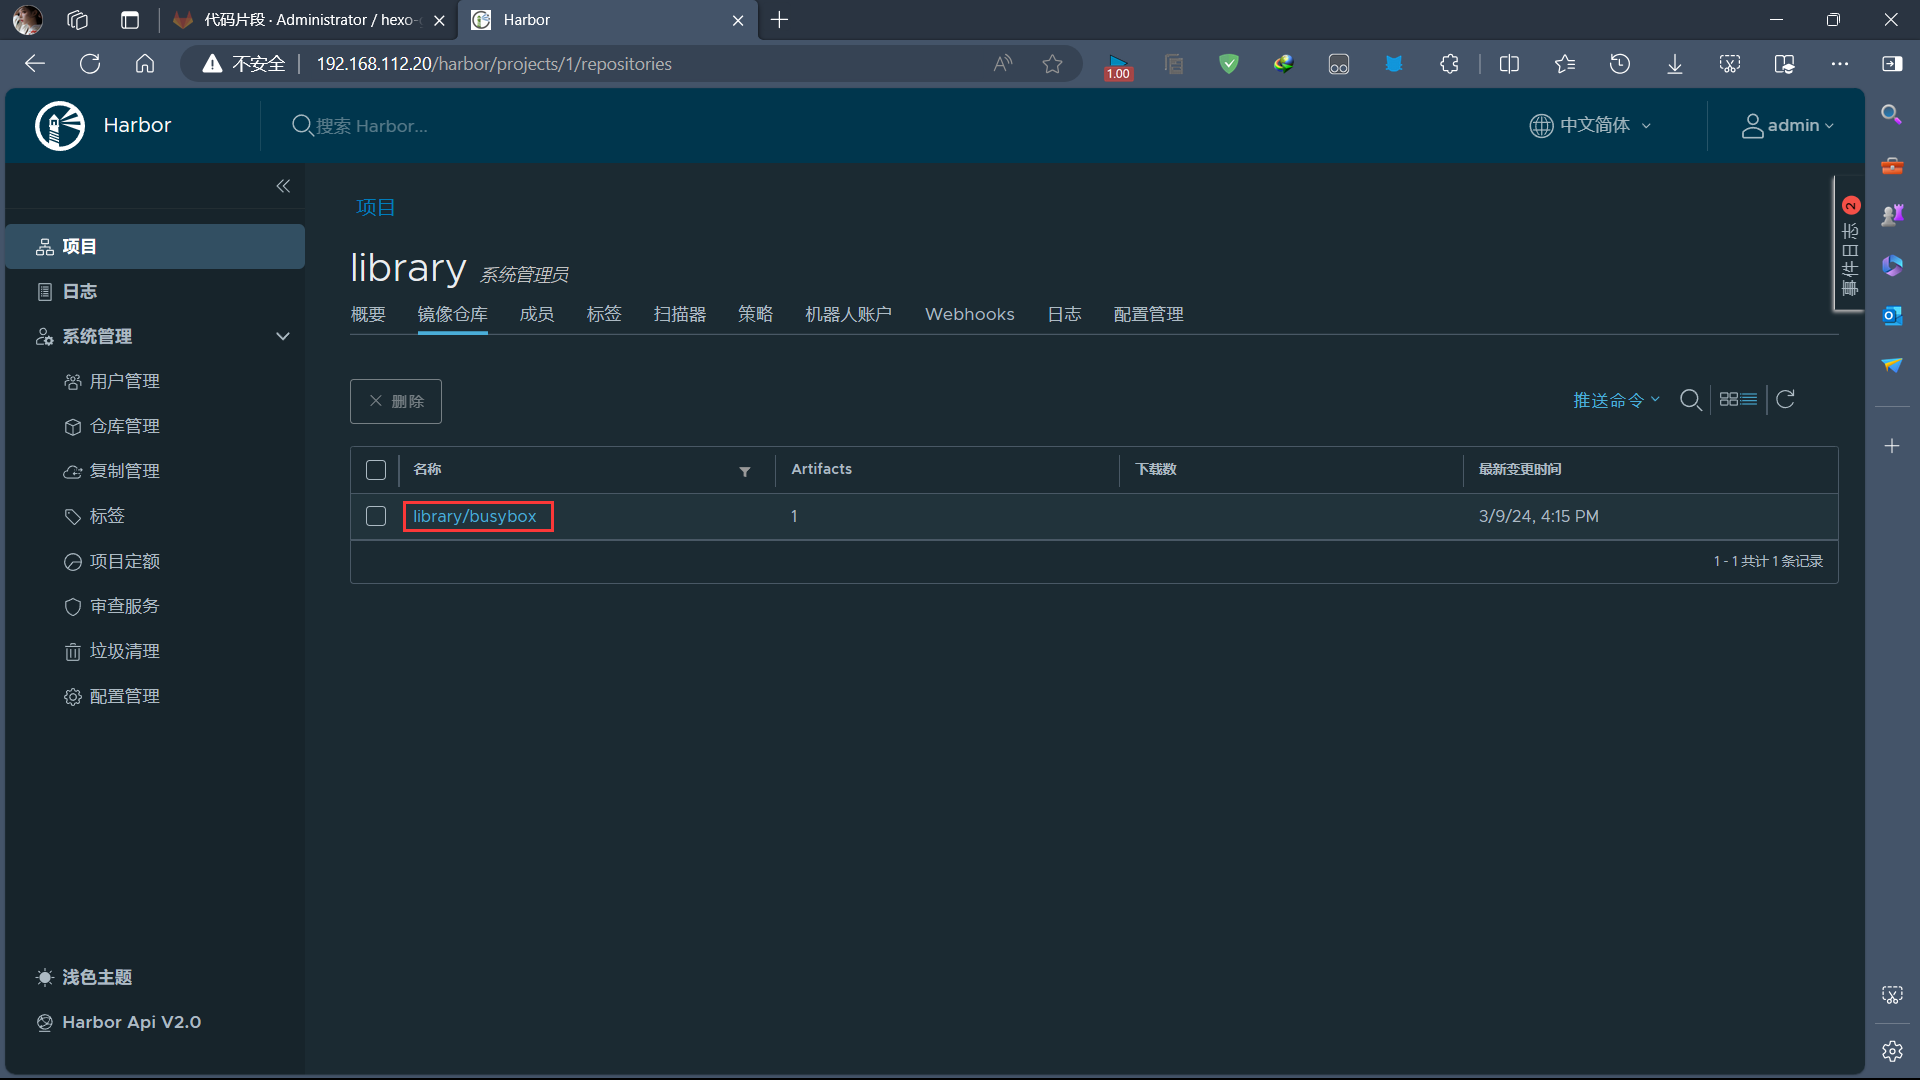 代码片段 · Administrator / hexo-
Harbor
不安全
192.168.112.20/harbor/projects/1/repositories
1.00
Harbor
搜索 Harbor...
中文简体
admin
项目
日志
系统管理
用户管理
仓库管理
复制管理
标签
项目定额
审查服务
垃圾清理
配置管理
浅色主题
Harbor Api V2.0
项目
library 系统管理员
概要 镜像仓库 成员 标签 扫描器 策略 机器人账户 Webhooks 日志 配置管理
删除
推送命令
名称 Artifacts 下载数 最新变更时间
library/busybox 1 3/9/24, 4:15 PM
1 - 1 共计 1 条记录
事件日志 2